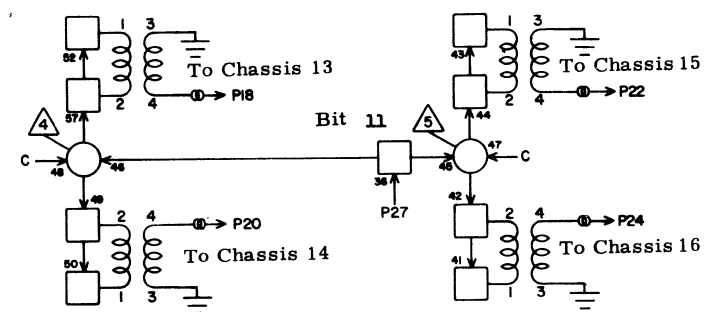 1 3 1 3
52 43
To Chassis 13 To Chassis 15
2 4 P18 2 4 P22
57 44
Bit 11
4 5
C 48 46 45 47 C
36
49 42
P27
2 4 P20 2 4 P24
To Chassis 14 To Chassis 16
50 41
1 3 1 3